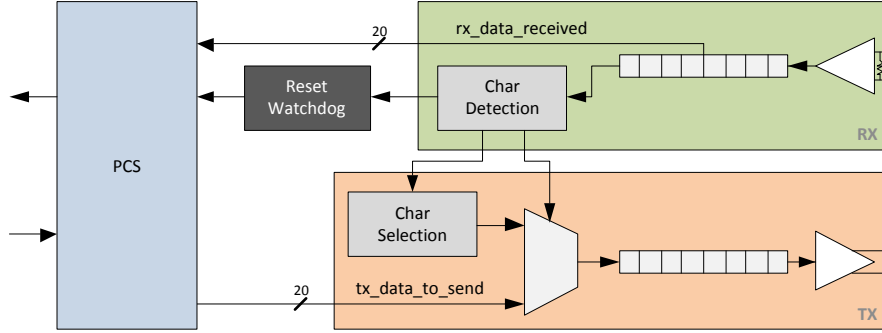 20
rx_data_received
Reset
Watchdog
Char
Detection
RX
PCS
Char
Selection
20
tx_data_to_send
TX